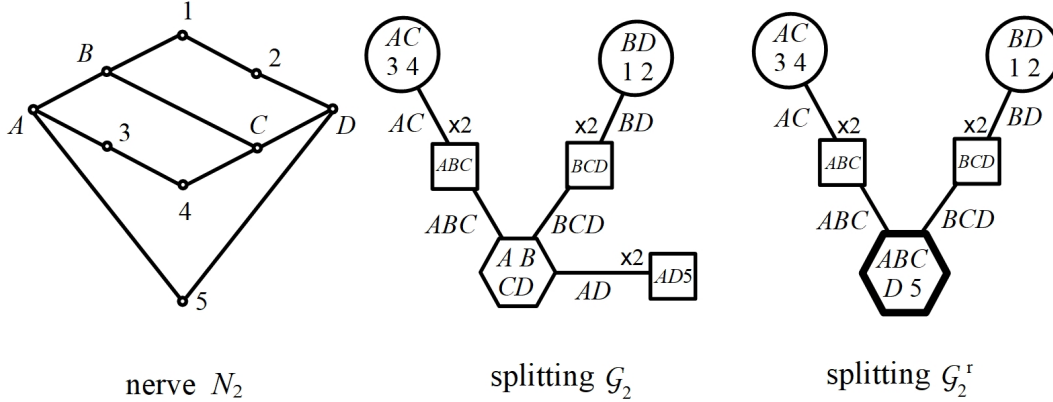 1
B
2
A
3
C
D
4
5
nerve N₂
AC
3 4
BD
1 2
AC
x2
x2
BD
ABC
BCD
ABC
BCD
A B
CD
x2
AD
AD5
splitting G₂
AC
3 4
BD
1 2
AC
x2
x2
BD
ABC
BCD
ABC
BCD
ABC
D 5
splitting G₂ʳ